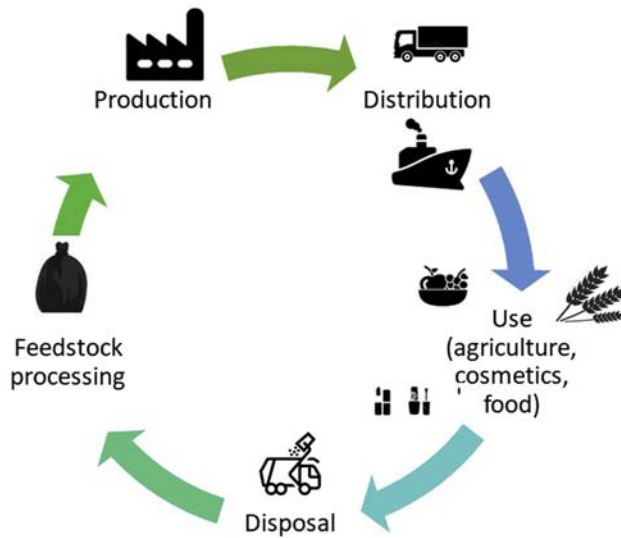 Production
Distribution
Use
(agriculture,
cosmetics,
food)
Feedstock
processing
Disposal